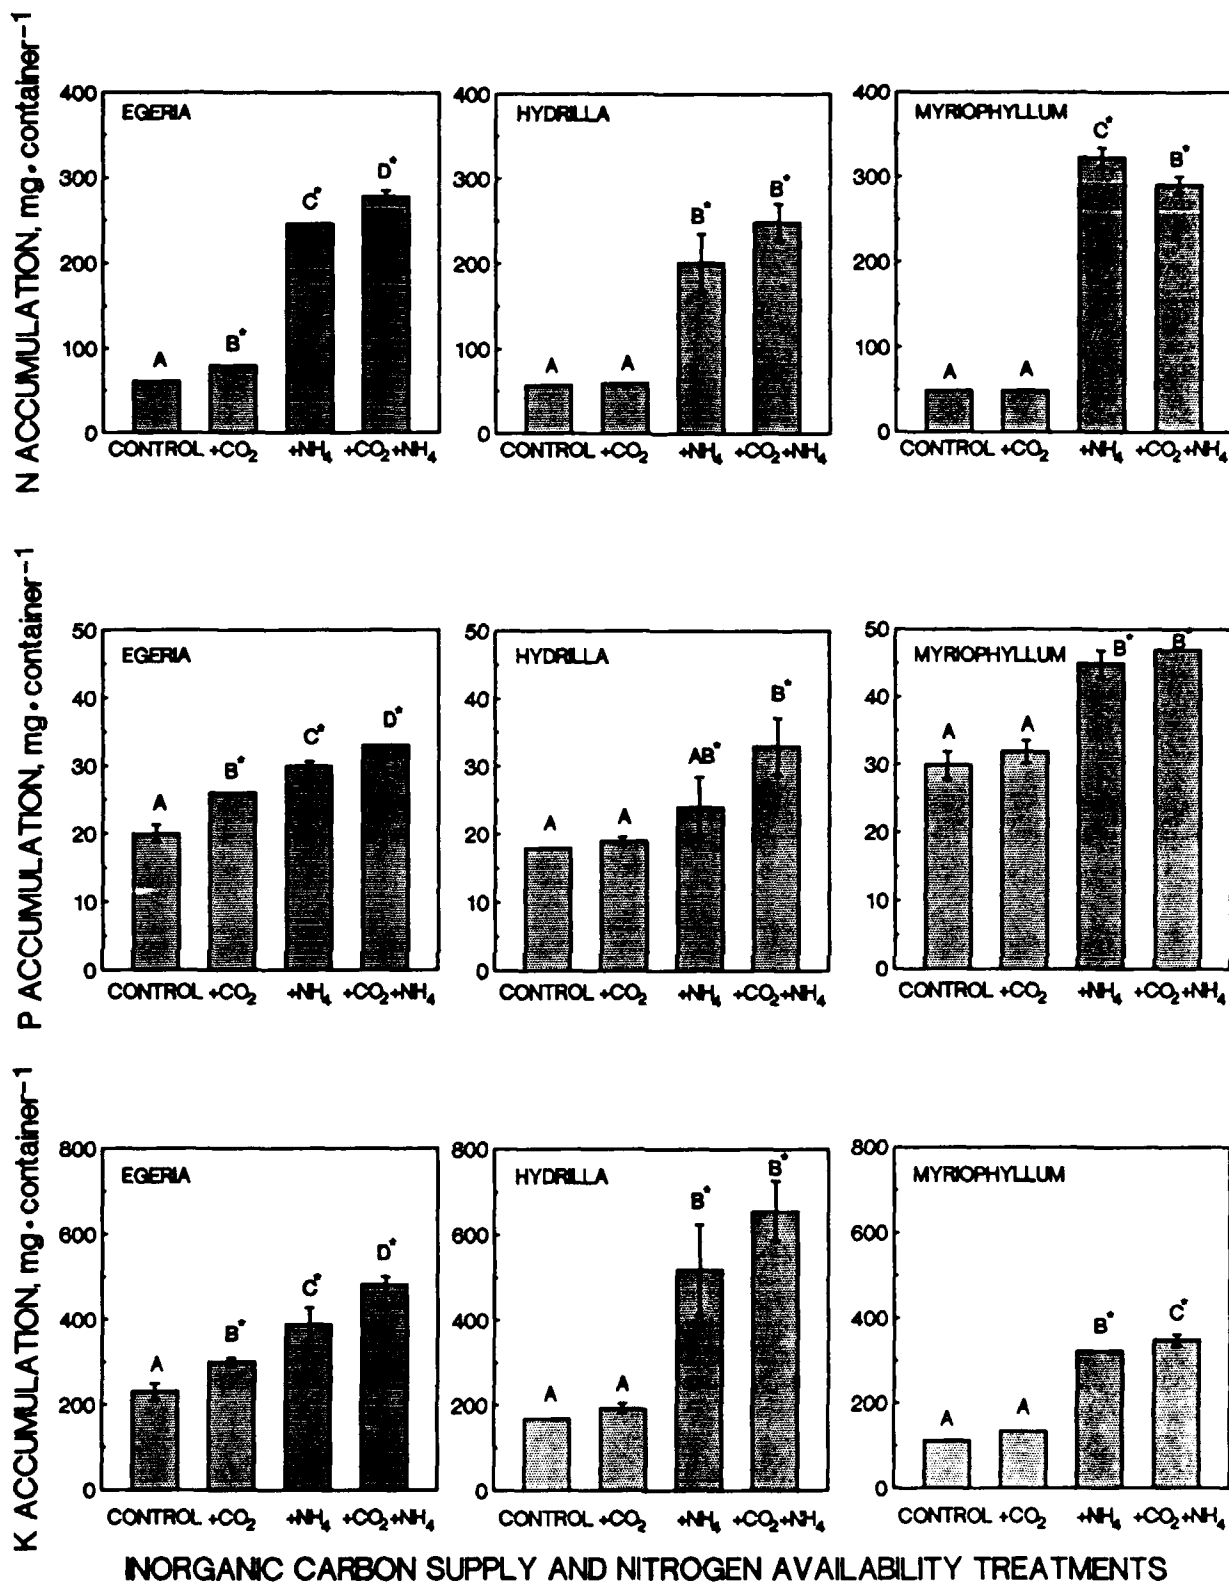 N ACCUMULATION, mg•container-1
400
300
200
100
0
EGERIA
A
B*
C*
D*
CONTROL +CO2 +NH4 +CO2+NH4
400
300
200
100
0
HYDRILLA
A
A
B*
B*
CONTROL +CO2 +NH4 +CO2+NH4
400
300
200
100
0
MYRIOPHYLLUM
A
A
C*
B*
CONTROL +CO2 +NH4 +CO2+NH4
P ACCUMULATION, mg•container-1
50
40
30
20
10
0
EGERIA
A
B*
C*
D*
CONTROL +CO2 +NH4 +CO2+NH4
50
40
30
20
10
0
HYDRILLA
A
A
AB*
B*
CONTROL +CO2 +NH4 +CO2+NH4
50
40
30
20
10
0
MYRIOPHYLLUM
A
A
B*
B*
CONTROL +CO2 +NH4 +CO2+NH4
K ACCUMULATION, mg•container-1
800
600
400
200
0
EGERIA
A
B*
C*
D*
CONTROL +CO2 +NH4 +CO2+NH4
800
600
400
200
0
HYDRILLA
A
A
B*
B*
CONTROL +CO2 +NH4 +CO2+NH4
800
600
400
200
0
MYRIOPHYLLUM
A
A
B*
C*
CONTROL +CO2 +NH4 +CO2+NH4
INORGANIC CARBON SUPPLY AND NITROGEN AVAILABILITY TREATMENTS